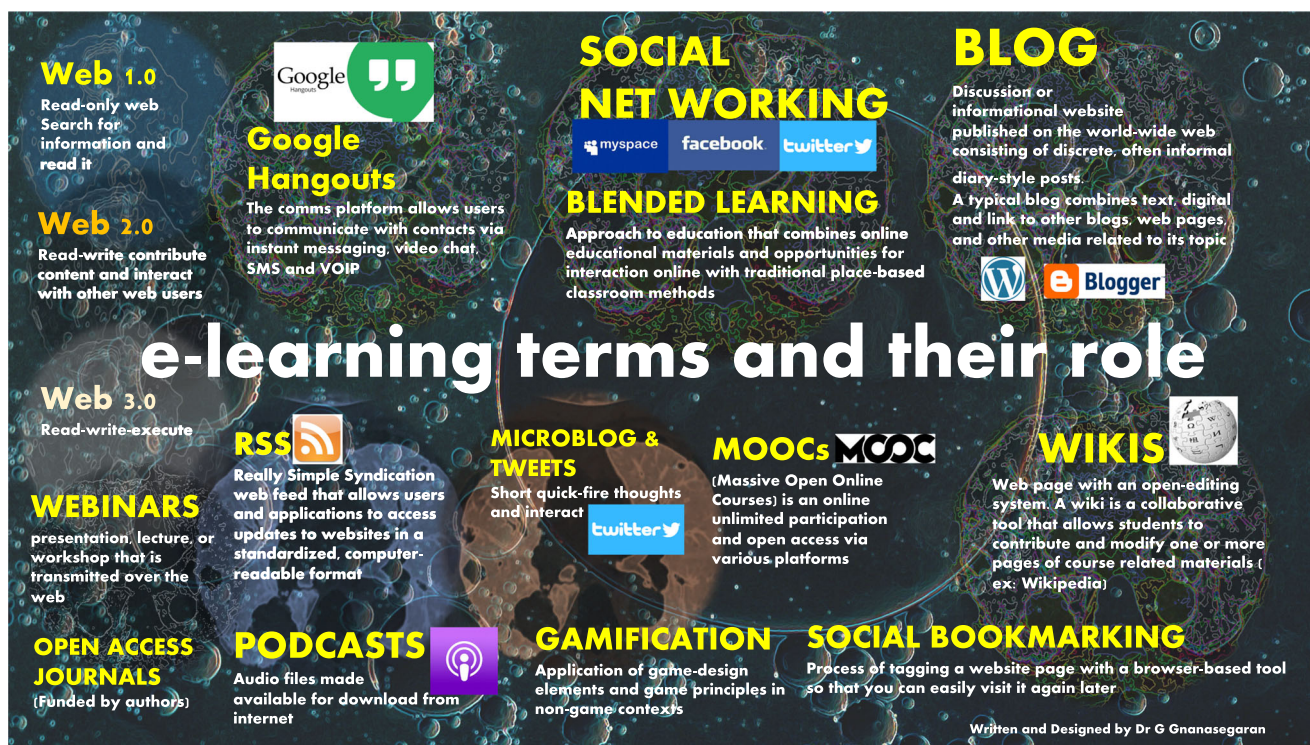 Web 1.0
Read-only web
Search for
information and
read it
Web 2.0
Read-write contribute
content and interact
with other web users
Google
Hangouts
Google
Hangouts
The comms platform allows users
to communicate with contacts via
instant messaging, video chat,
SMS and VOIP
SOCIAL
NET WORKING
myspace
facebook.
twitter
BLENDED LEARNING
Approach to education that combines online
educational materials and opportunities for
interaction online with traditional place-based
classroom methods
BLOG
Discussion or
informational website
published on the world-wide web
consisting of discrete, often informal
diary-style posts.
A typical blog combines text, digital
and link to other blogs, web pages,
and other media related to its topic
Blogger
e-learning terms and their role
Web 3.0
Read-write-execute
WEBINARS
presentation, lecture, or
workshop that is
transmitted over the
web
OPEN ACCESS
JOURNALS
(Funded by authors)
RSS
Really Simple Syndication
web feed that allows users
and applications to access
updates to websites in a
standardized, computer-
readable format
PODCASTS
Audio files made
available for download from
internet
MICROBLOG &
TWEETS
Short quick-fire thoughts
and interact
twitter
MOOCs
MOOC
(Massive Open Online
Courses) is an online
unlimited participation
and open access via
various platforms
GAMIFICATION
Application of game-design
elements and game principles in
non-game contexts
WIKIS
Web page with an open-editing
system. A wiki is a collaborative
tool that allows students to
contribute and modify one or more
pages of course related materials (
ex: Wikipedia)
SOCIAL BOOKMARKING
Process of tagging a website page with a browser-based tool
so that you can easily visit it again later
Written and Designed by Dr G Gnanasegaran